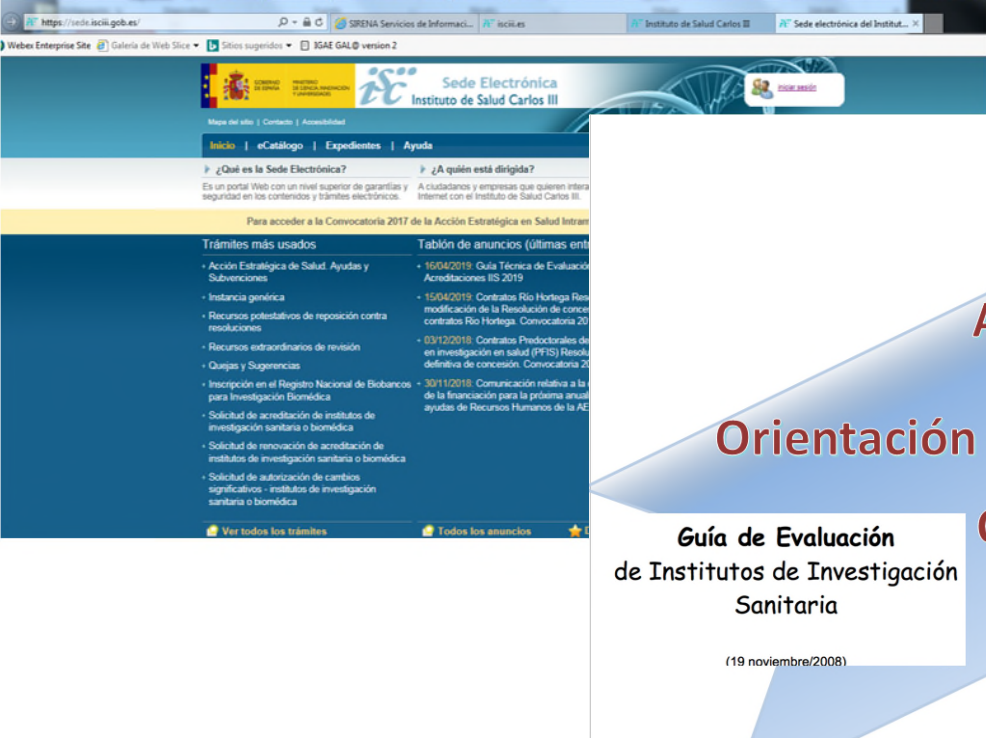 https://sede.isciii.gob.es/
SIRENA Servicios de Informaci...
isciii.es
Instituto de Salud Carlos III
Sede electrónica del Institut...
Webex Enterprise Site
Galería de Web Slice
Sitios sugeridos
IGAE GAL@ version 2
GOBIERNO DE ESPAÑA
MINISTERIO DE CIENCIA, INNOVACIÓN Y UNIVERSIDADES
Sede Electrónica
Instituto de Salud Carlos III
Iniciar sesión
Mapa del sitio | Contacto | Accesibilidad
Inicio | eCatálogo | Expedientes | Ayuda
¿Qué es la Sede Electrónica?
Es un portal Web con un nivel superior de garantías y
seguridad en los contenidos y trámites electrónicos.
¿A quién está dirigida?
A ciudadanos y empresas que quieren intera
Internet con el Instituto de Salud Carlos III.
Para acceder a la Convocatoria 2017 de la Acción Estratégica en Salud Intram
Trámites más usados
Acción Estratégica de Salud. Ayudas y
Subvenciones
Instancia genérica
Recursos potestativos de reposición contra
resoluciones
Recursos extraordinarios de revisión
Quejas y Sugerencias
Inscripción en el Registro Nacional de Biobancos
para Investigación Biomédica
Solicitud de acreditación de institutos de
investigación sanitaria o biomédica
Solicitud de renovación de acreditación de
institutos de investigación sanitaria o biomédica
Solicitud de autorización de cambios
significativos - institutos de investigación
sanitaria o biomédica
Ver todos los trámites
Tablón de anuncios (últimas ent
16/04/2019: Guía Técnica de Evaluación
Acreditaciones IIS 2019
15/04/2019: Contratos Río Hortega Res
modificación de la Resolución de conce
contratos Rio Hortega. Convocatoria 20
03/12/2018: Contratos Predoctorales de
en investigación en salud (PFIS) Resolu
definitiva de concesión. Convocatoria 20
30/11/2018: Comunicación relativa a la
de la financiación para la próxima anual
ayudas de Recursos Humanos de la AE
Todos los anuncios
Orientación
Guía de Evaluación
de Institutos de Investigación
Sanitaria
(19 noviembre/2008)